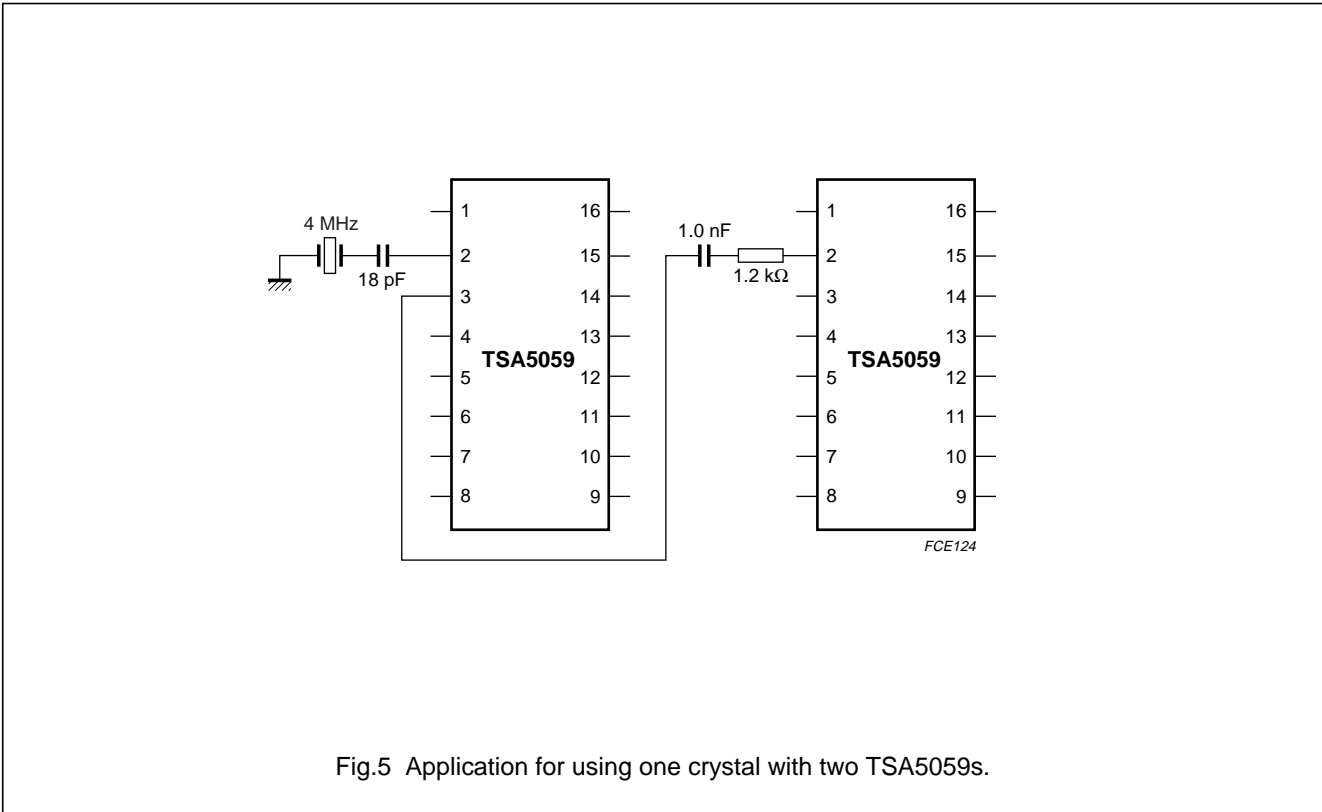 4 MHz
18 pF
1 16
2 15
3 14
4 13
TSA5059
5 12
6 11
7 10
8 9
1.0 nF
1.2 kΩ
1 16
2 15
3 14
4 13
TSA5059
5 12
6 11
7 10
8 9
FCE124
Fig.5 Application for using one crystal with two TSA5059s.